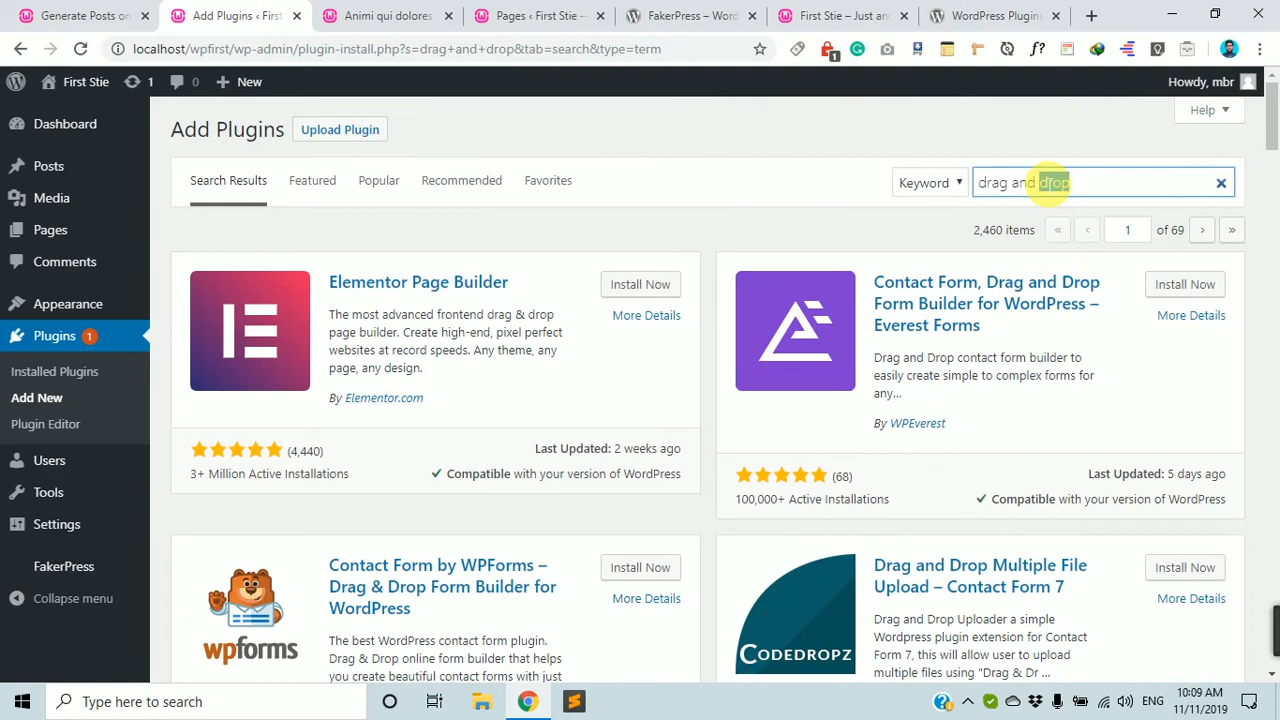 Generate Posts on
Add Plugins ‹ First
Animi qui dolores
Pages ‹ First Stie –
FakerPress – Word
First Stie – Just an
WordPress Plugins
localhost/wpfirst/wp-admin/plugin-install.php?s=drag+and+drop&tab=search&type=term
First Stie
1
0
New
Howdy, mbr
Dashboard
Posts
Media
Pages
Comments
Appearance
Plugins 1
Installed Plugins
Add New
Plugin Editor
Users
Tools
Settings
FakerPress
Collapse menu
Help
Add Plugins
Upload Plugin
Search Results
Featured
Popular
Recommended
Favorites
Keyword
drag and drop
2,460 items
«
‹
1
of 69
›
»
Elementor Page Builder
Install Now
More Details
The most advanced frontend drag & drop
page builder. Create high-end, pixel perfect
websites at record speeds. Any theme, any
page, any design.
By Elementor.com
(4,440)
3+ Million Active Installations
Last Updated: 2 weeks ago
Compatible with your version of WordPress
Contact Form, Drag and Drop
Form Builder for WordPress –
Everest Forms
Install Now
More Details
Drag and Drop contact form builder to
easily create simple to complex forms for
any...
By WPEverest
(68)
100,000+ Active Installations
Last Updated: 5 days ago
Compatible with your version of WordPress
wpforms
Contact Form by WPForms –
Drag & Drop Form Builder for
WordPress
Install Now
More Details
The best WordPress contact form plugin.
Drag & Drop online form builder that helps
you create beautiful contact forms with just
CODEDROPZ
Drag and Drop Multiple File
Upload – Contact Form 7
Install Now
More Details
Drag and Drop Uploader a simple
Wordpress plugin extension for Contact
Form 7, this will allow user to upload
multiple files using "Drag & Dr ...
Type here to search
ENG
10:09 AM
11/11/2019